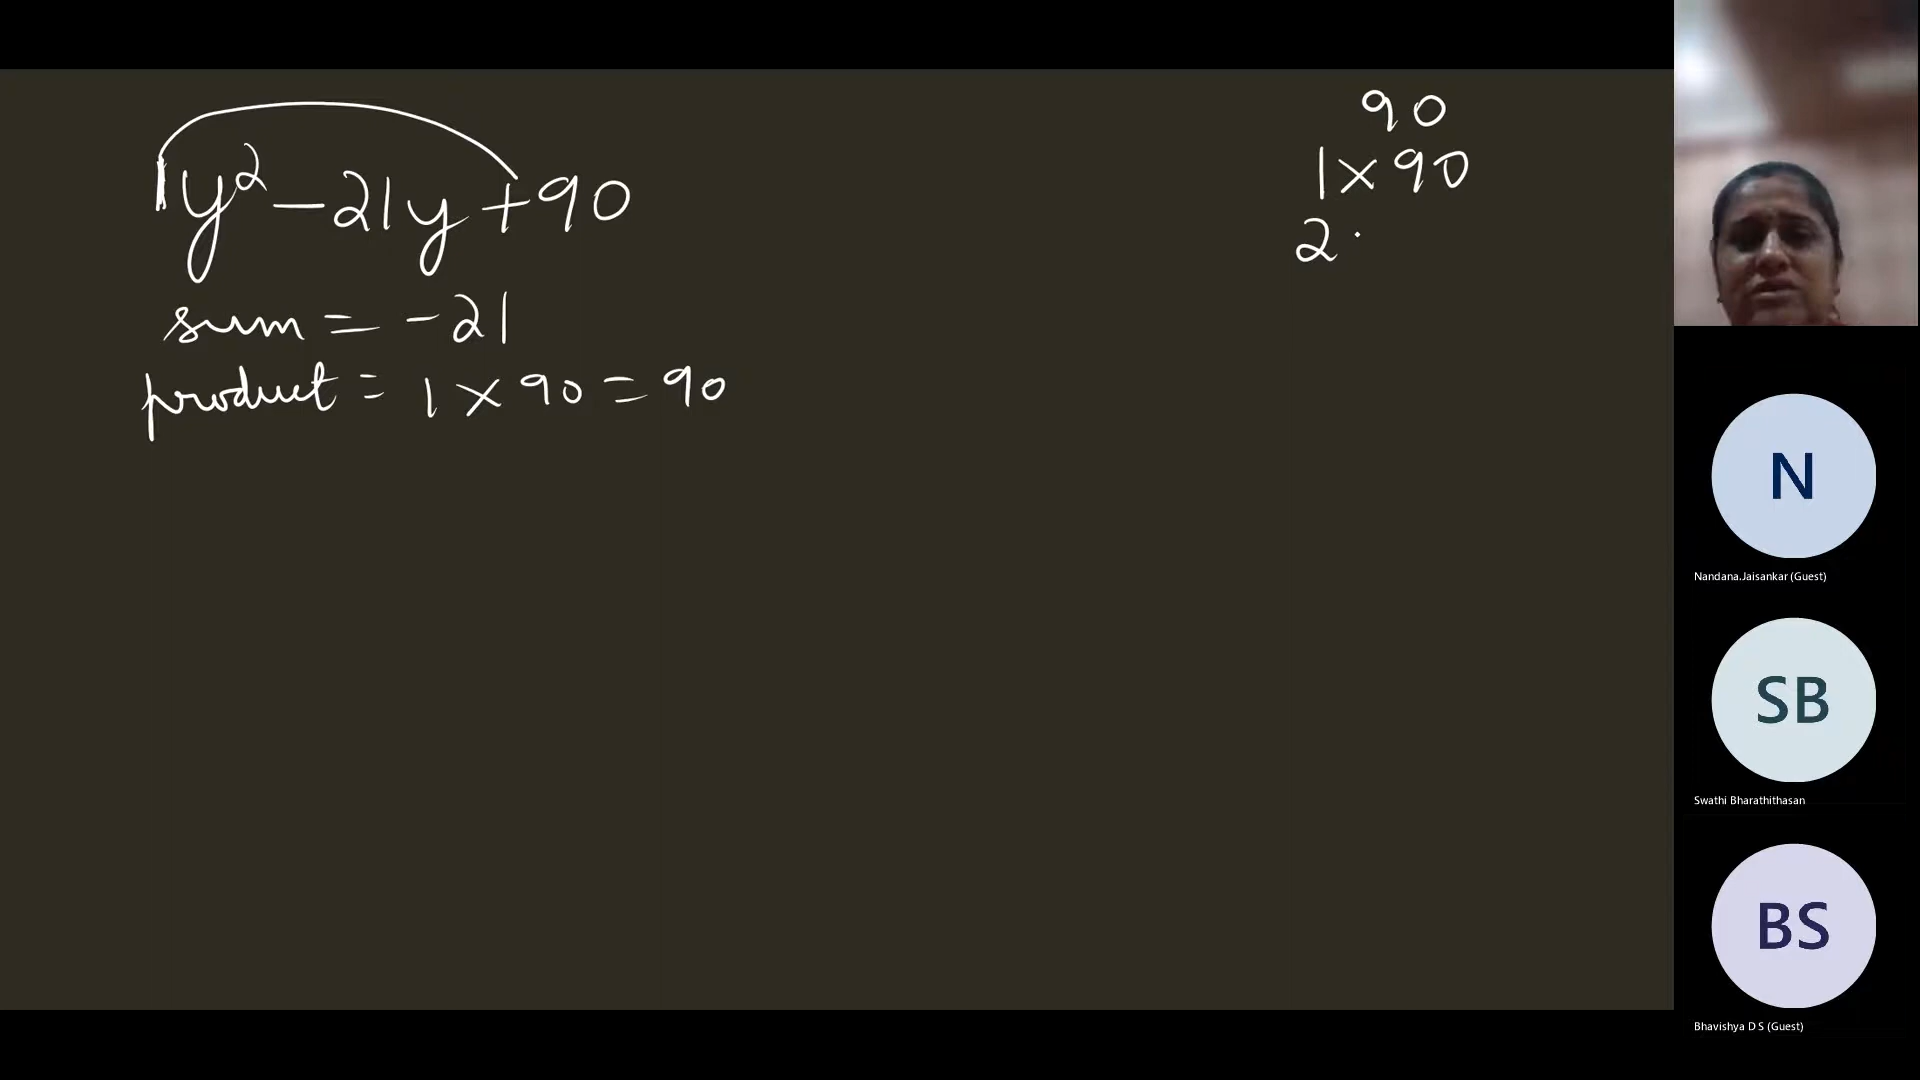 1y² − 21y + 90
sum = −21
product = 1 × 90 = 90
90
1 × 90
2 ·
N
Nandana.Jaisankar (Guest)
SB
Swathi Bharathithasan
BS
Bhavishya D S (Guest)